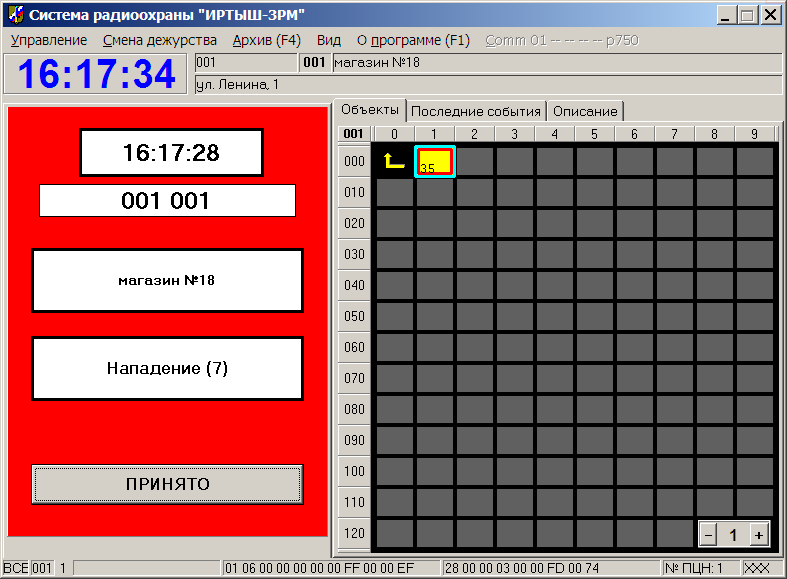 Система радиоохраны "ИРТЫШ-3РМ"
Управление Смена дежурства Архив (F4) Вид О программе (F1) Comm 01 -- -- -- -- p750
16:17:34
001 001 магазин №18
ул. Ленина, 1
16:17:28
001 001
магазин №18
Нападение (7)
ПРИНЯТО
Объекты Последние события Описание
001 0 1 2 3 4 5 6 7 8 9
000 35
010
020
030
040
050
060
070
080
090
100
110
120
− 1 +
ВСЕ 001 1 01 06 00 00 00 00 00 FF 00 00 EF 28 00 00 03 00 00 FD 00 74 № ПЦН: 1 XXX